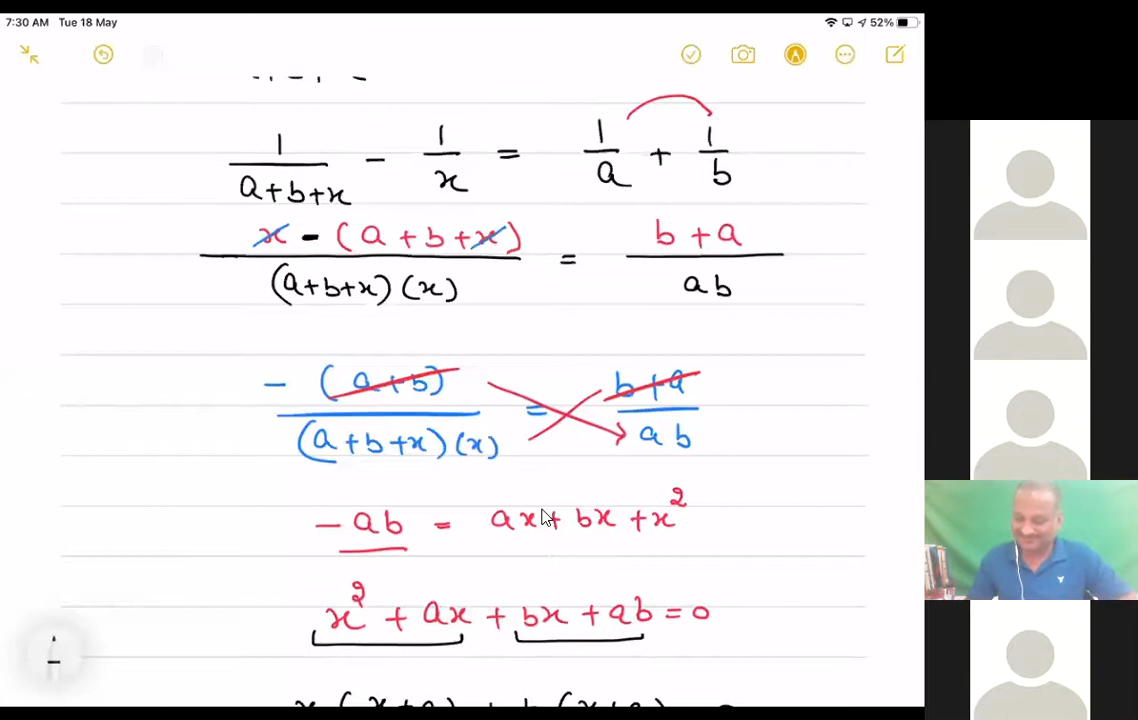 7:30 AM Tue 18 May
52%
1/(a+b+x) - 1/x = 1/a + 1/b
x - (a+b+x)/(a+b+x)(x) = b+a/ab
-(a+b)/(a+b+x)(x) = b+a/ab
-ab = ax + bx + x²
x² + ax + bx + ab = 0
x(x+a) + b(x+a)